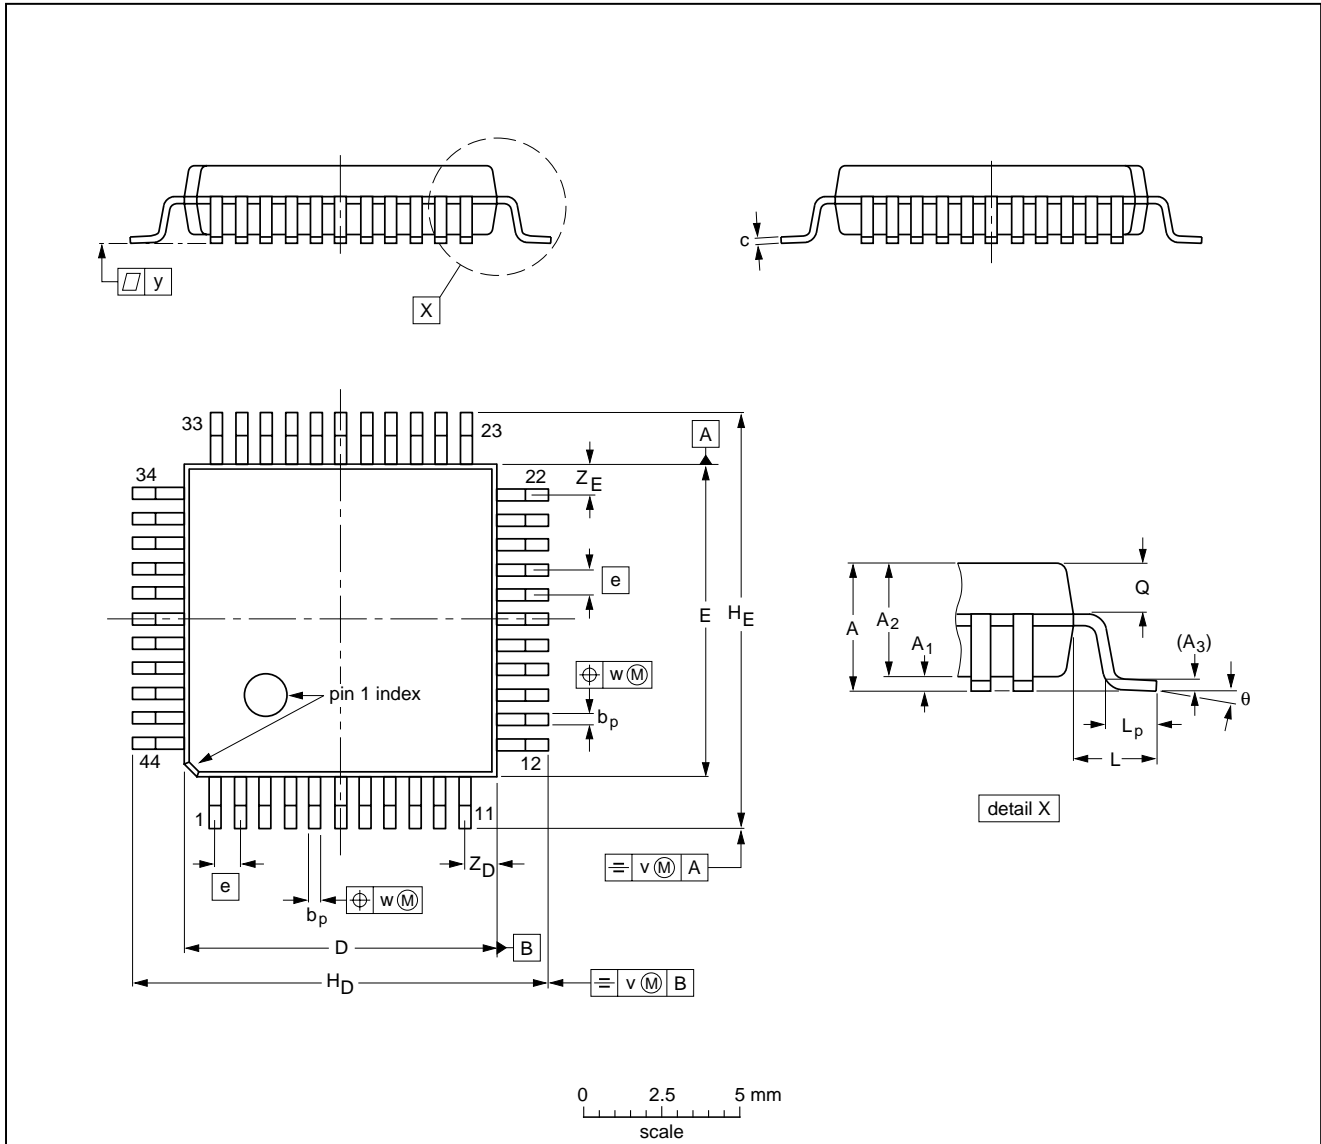 c
y
X
33
23
A
34
22
Z E
e
E
H E
Q
A
A 2
A 1
(A 3)
θ
w M
pin 1 index
b p
L p
L
44
12
detail X
1
11
Z D
v M A
e
w M
b p
D
B
H D
v M B
0 2.5 5 mm
scale